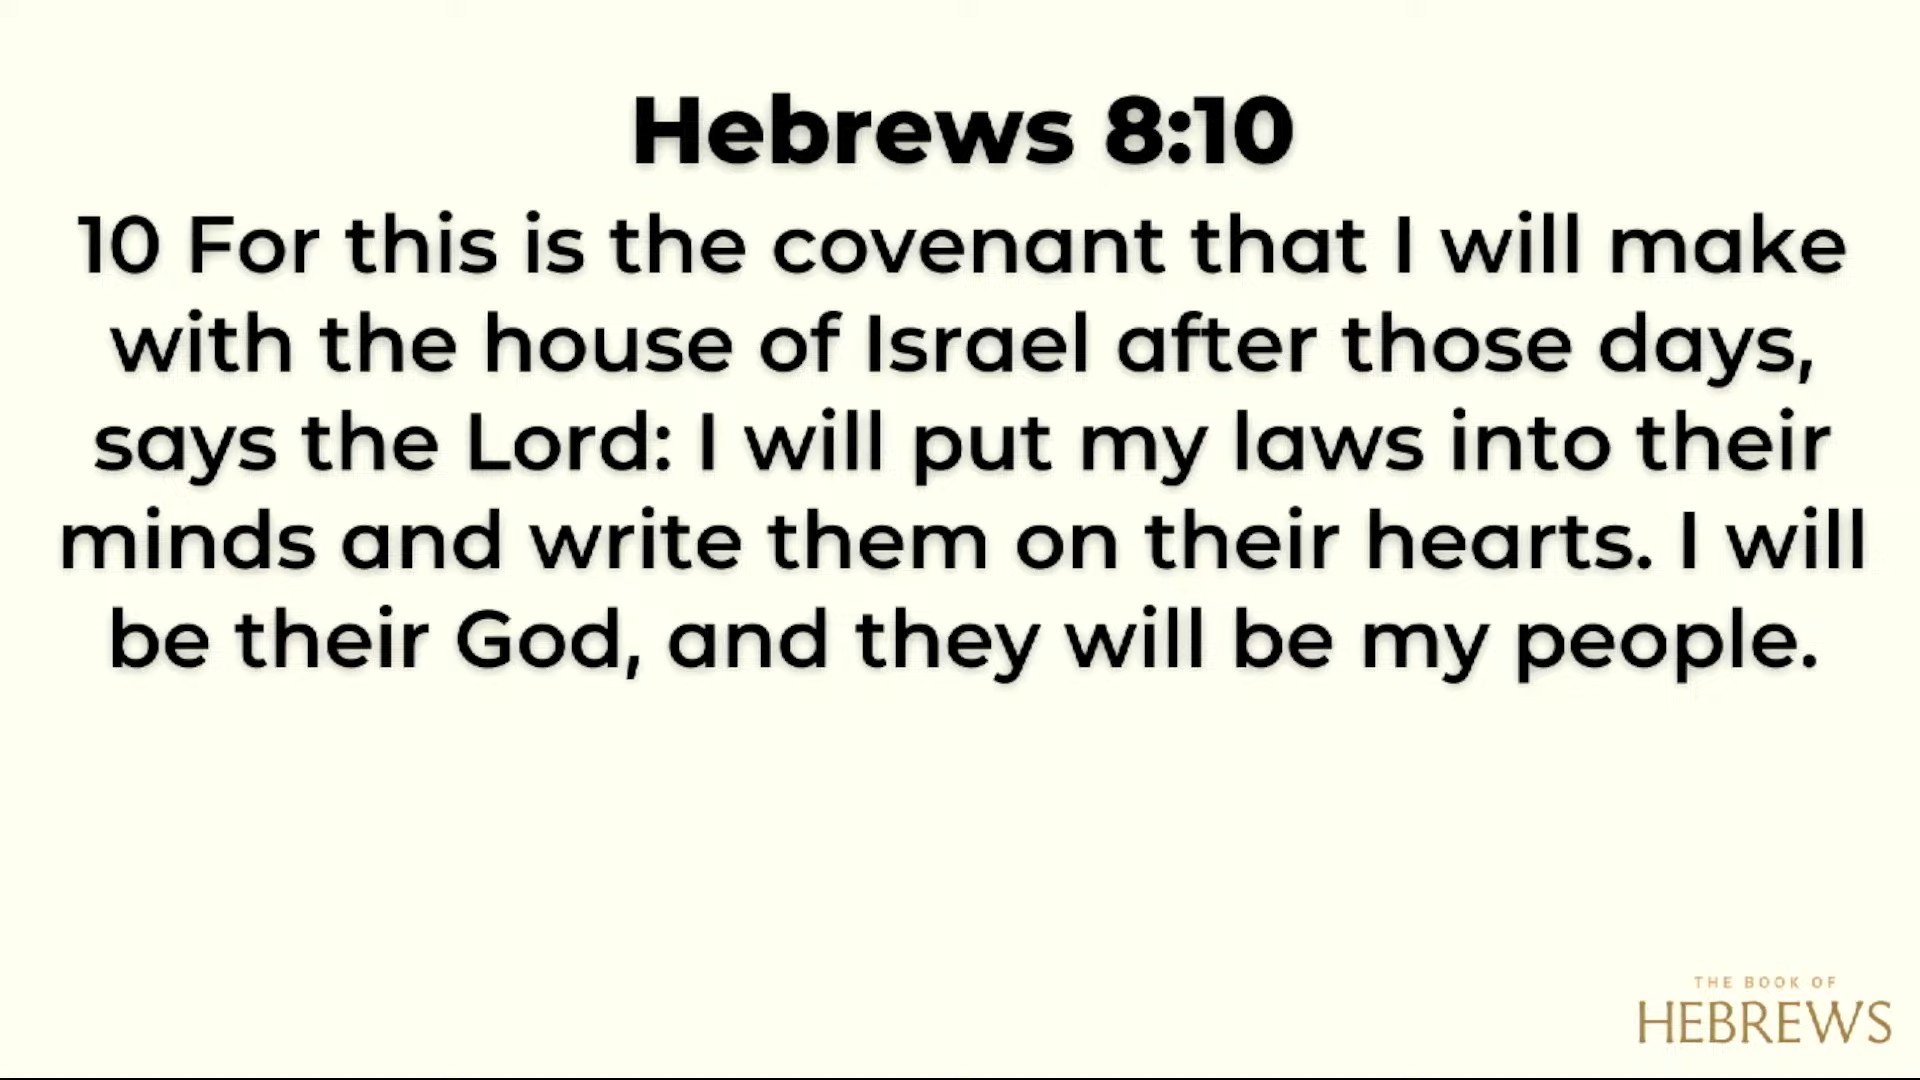 Hebrews 8:10
10 For this is the covenant that I will make
with the house of Israel after those days,
says the Lord: I will put my laws into their
minds and write them on their hearts. I will
be their God, and they will be my people.
THE BOOK OF
HEBREWS